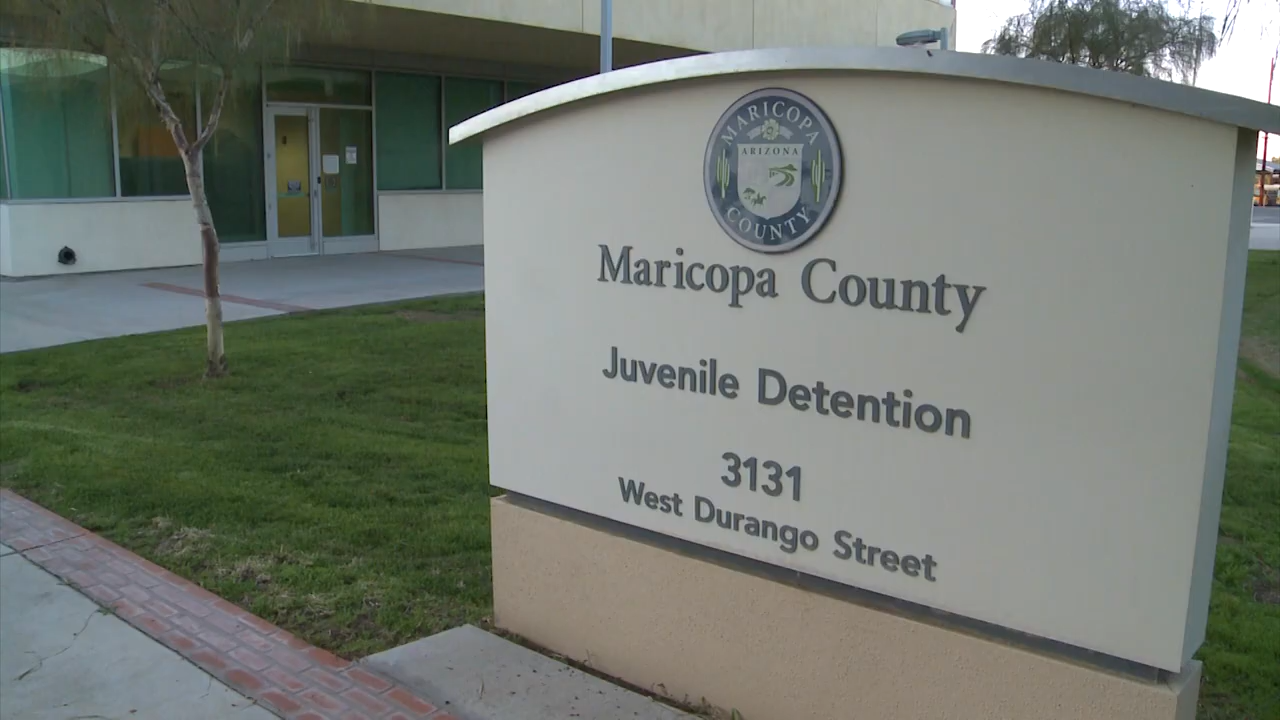 MARICOPA
ARIZONA
COUNTY
Maricopa County
Juvenile Detention
3131
West Durango Street